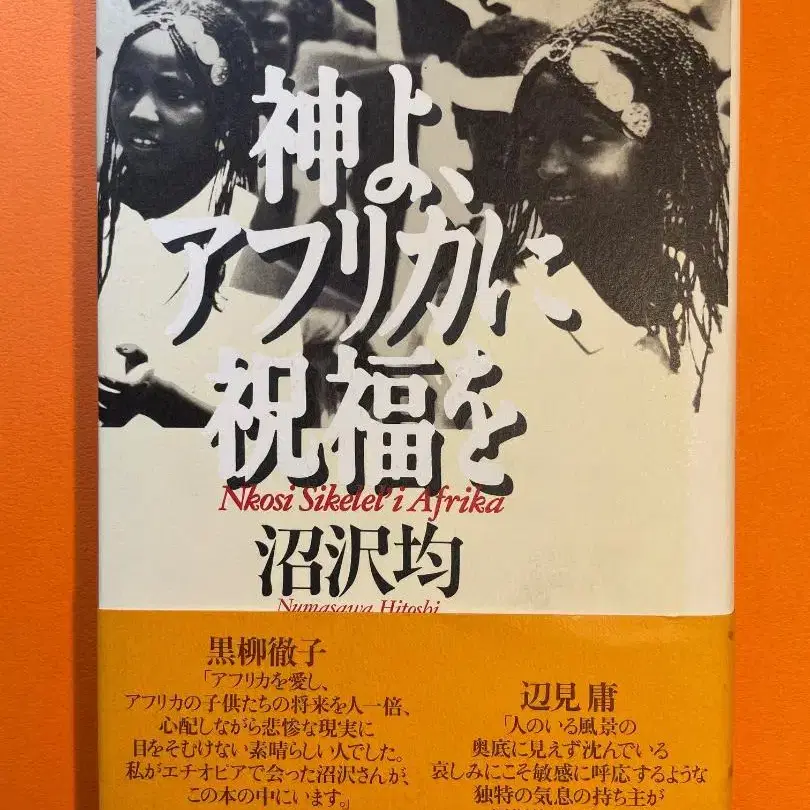 神よ、
アフリカに
祝福を
Nkosi Sikelel' i Afrika
沼沢均
Numasawa Hitoshi
黒柳徹子
「アフリカを愛し、
アフリカの子供たちの将来を人一倍、
心配しながら悲惨な現実に
目をそむけない素晴らしい人でした。
私がエチオピアで会った沼沢さんが、
この本の中にいます。」
辺見 庸
「人のいる風景の
奥底に見えず沈んでいる
哀しみにこそ敏感に呼応するような
独特の気息の持ち主が